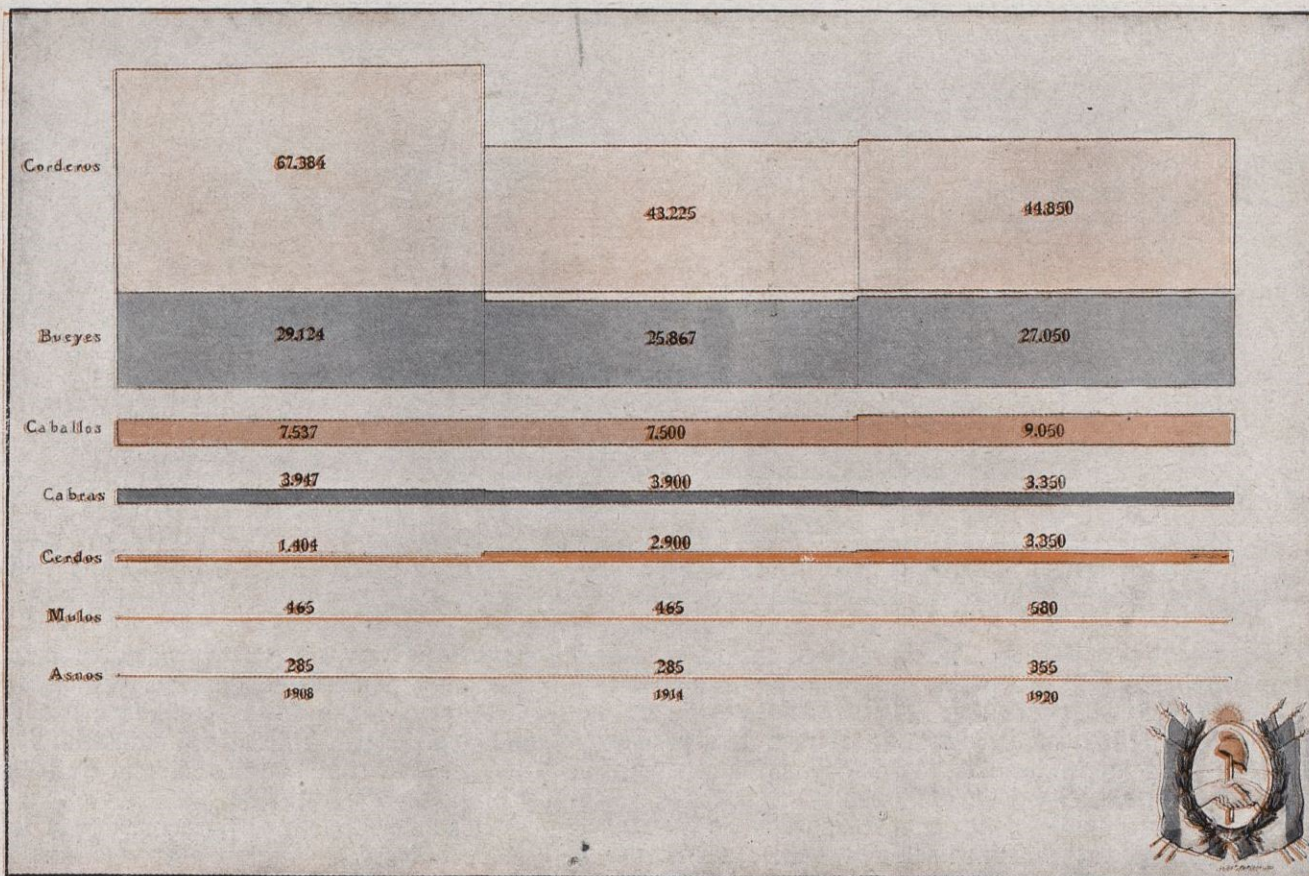 Corderos 67.384 43.225 44.850
Bueyes 29.124 25.867 27.050
Caballos 7.537 7.500 9.050
Cabras 3.947 3.900 3.350
Cerdos 1.404 2.900 3.350
Mulos 465 465 580
Asnos 285 285 355
1908 1914 1920